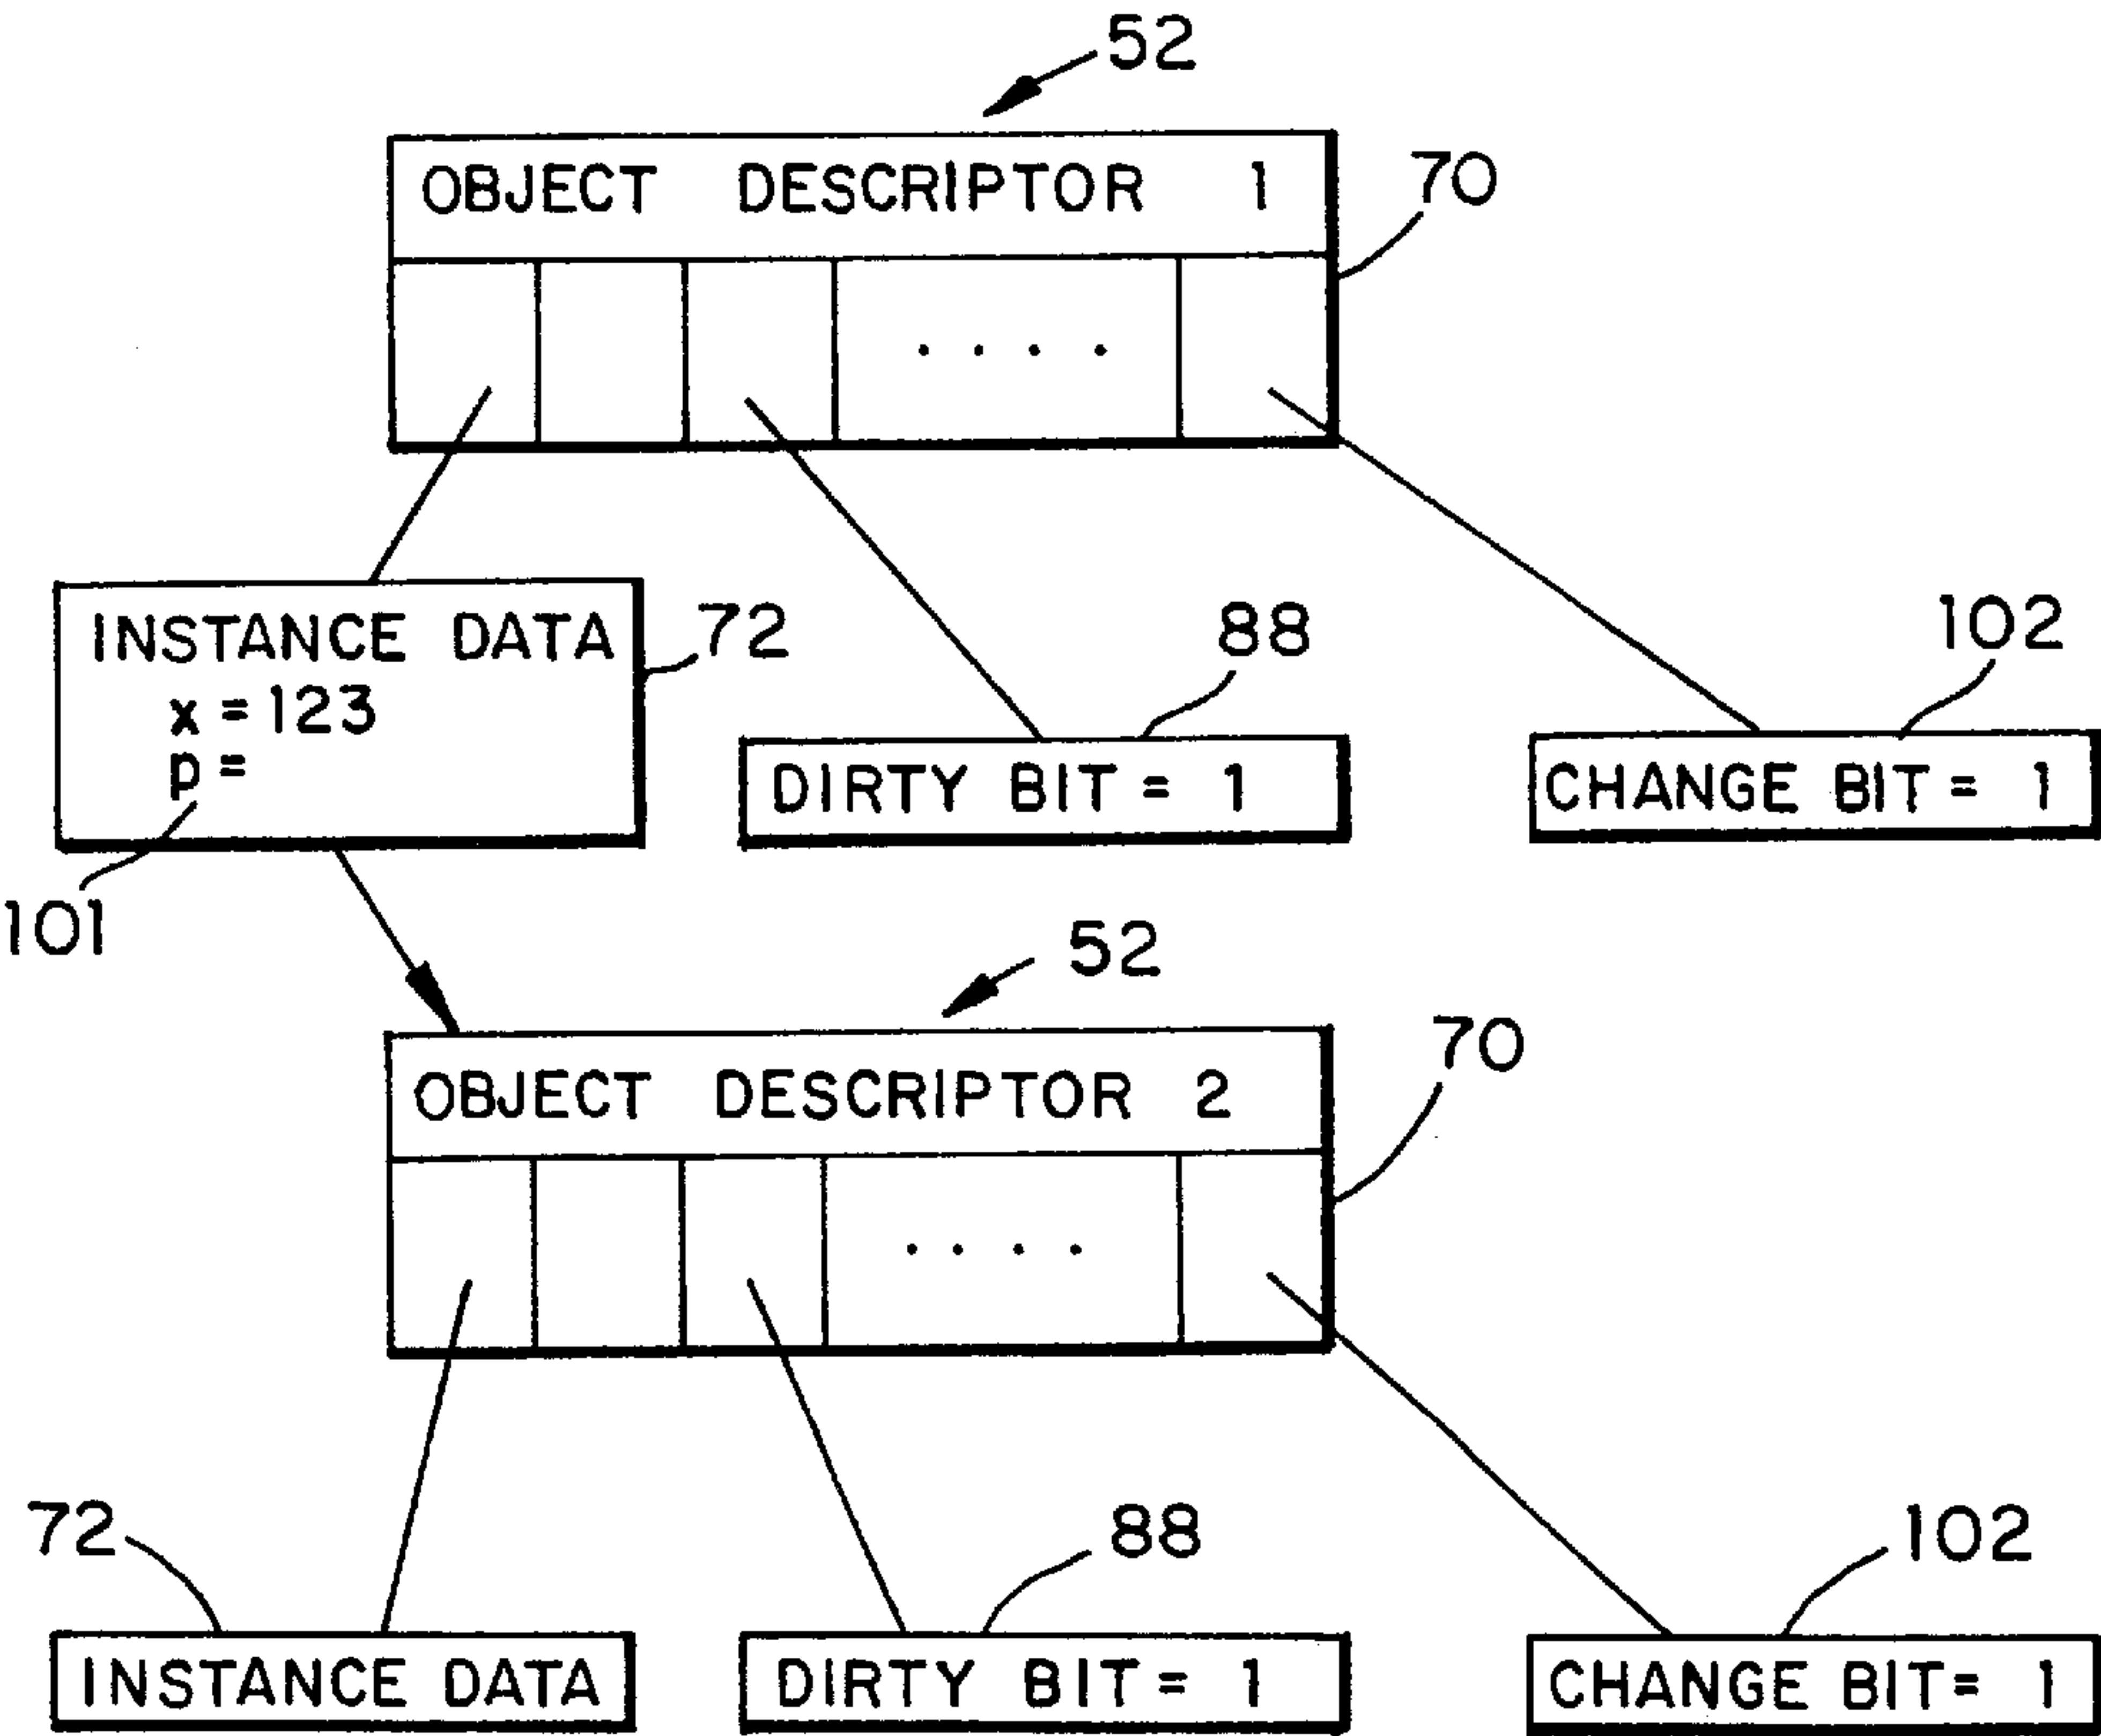 52
OBJECT DESCRIPTOR 1
70
. . . .
INSTANCE DATA
x = 123
p =
72
88
102
DIRTY BIT = 1
CHANGE BIT = 1
101
52
OBJECT DESCRIPTOR 2
70
. . . .
72
88
102
INSTANCE DATA
DIRTY BIT = 1
CHANGE BIT = 1